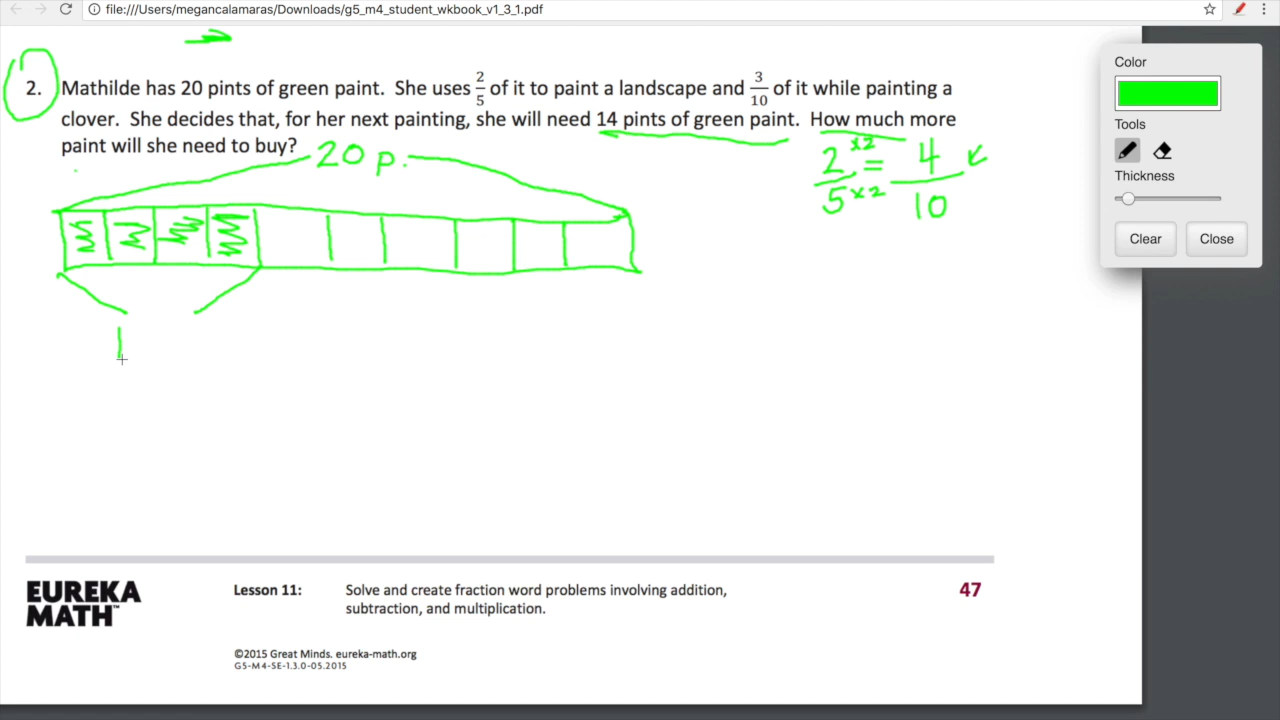 file:///Users/megancalamaras/Downloads/g5_m4_student_wkbook_v1_3_1.pdf
2. Mathilde has 20 pints of green paint. She uses 2/5 of it to paint a landscape and 3/10 of it while painting a
clover. She decides that, for her next painting, she will need 14 pints of green paint. How much more
paint will she need to buy?
20 p.
2/5 x2 x2 = 4/10
Color
Tools
Thickness
Clear Close
EUREKA
MATH™
Lesson 11: Solve and create fraction word problems involving addition,
subtraction, and multiplication.
47
©2015 Great Minds. eureka-math.org
G5-M4-SE-1.3.0-05.2015